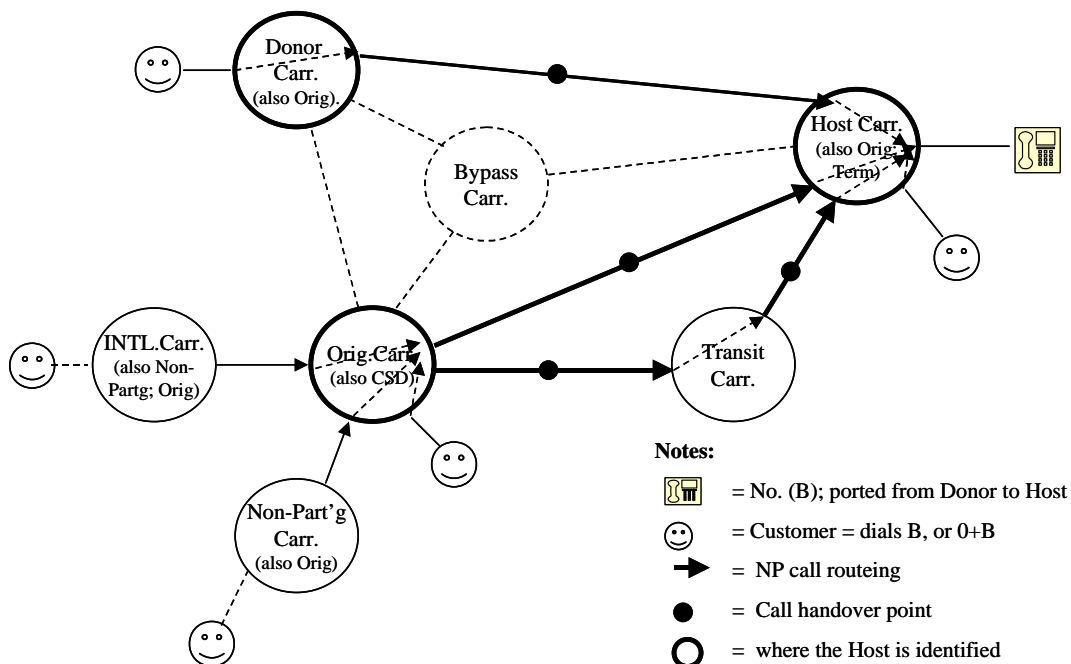 Donor
Carr.
(also Orig).
Host Carr.
(also Orig;
Term)
Bypass
Carr.
INTL.Carr.
(also Non-
Partg; Orig)
Orig.Carr.
(also CSD)
Transit
Carr.
Non-Part'g
Carr.
(also Orig)
Notes:
= No. (B); ported from Donor to Host
= Customer = dials B, or 0+B
= NP call routeing
= Call handover point
= where the Host is identified